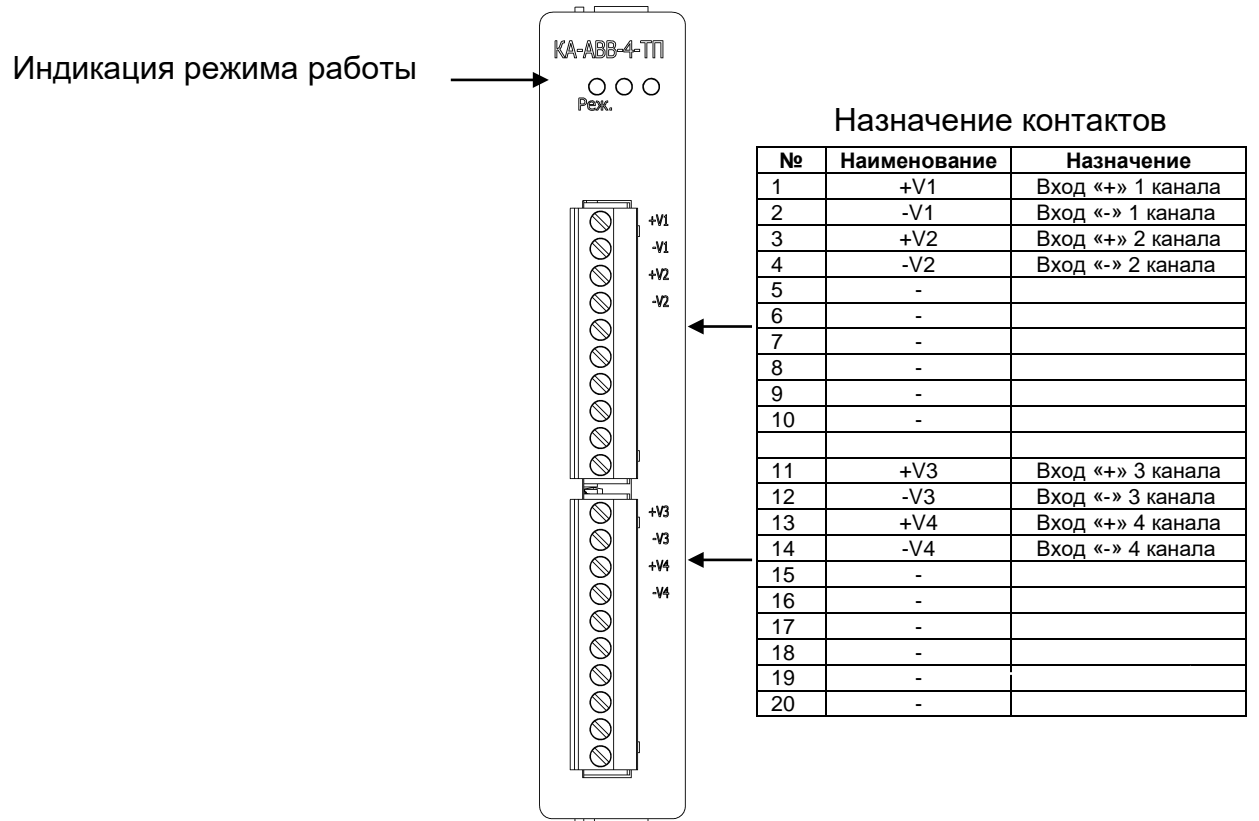 Индикация режима работы
КА-АВВ-4-ТП
Реж.
+V1
-V1
+V2
-V2
+V3
-V3
+V4
-V4
Назначение контактов
№ Наименование Назначение
1 +V1 Вход «+» 1 канала
2 -V1 Вход «-» 1 канала
3 +V2 Вход «+» 2 канала
4 -V2 Вход «-» 2 канала
5 -
6 -
7 -
8 -
9 -
10 -
11 +V3 Вход «+» 3 канала
12 -V3 Вход «-» 3 канала
13 +V4 Вход «+» 4 канала
14 -V4 Вход «-» 4 канала
15 -
16 -
17 -
18 -
19 -
20 -